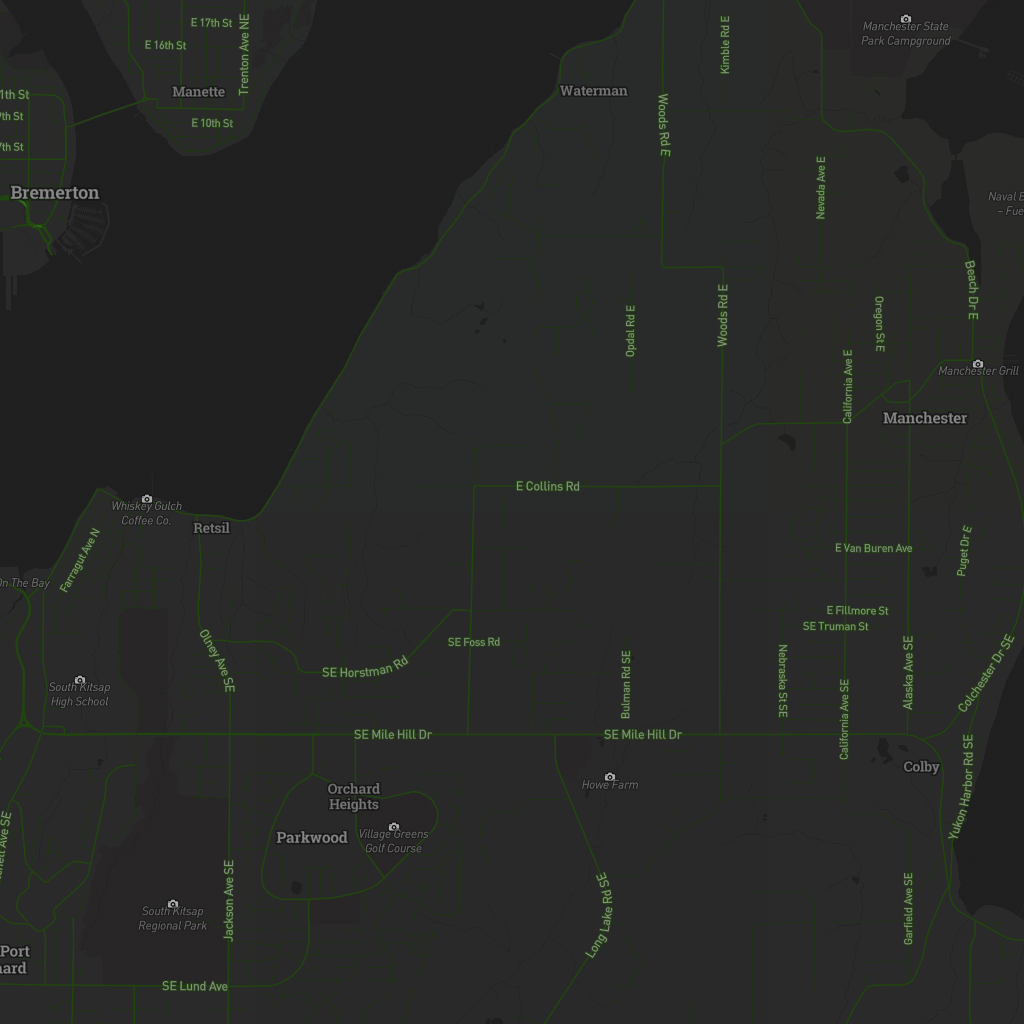 E 17th St
Trenton Ave NE
E 16th St
Manette
E 10th St
Bremerton
Waterman
Kimble Rd E
Woods Rd E
Manchester State
Park Campground
Nevada Ave E
Beach Dr E
Opdal Rd E
Woods Rd E
Oregon St E
California Ave E
Manchester Grill
Manchester
E Collins Rd
Whiskey Gulch
Coffee Co.
Retsil
Farragut Ave N
On The Bay
E Van Buren Ave
Puget Dr E
E Fillmore St
SE Truman St
Olney Ave SE
SE Foss Rd
SE Horstman Rd
South Kitsap
High School
Bulman Rd SE
Nebraska St SE
California Ave SE
Alaska Ave SE
Colchester Dr SE
SE Mile Hill Dr
SE Mile Hill Dr
Colby
Yukon Harbor Rd SE
Howe Farm
Orchard
Heights
Parkwood
Village Greens
Golf Course
Jackson Ave SE
South Kitsap
Regional Park
Long Lake Rd SE
Garfield Ave SE
Port
SE Lund Ave